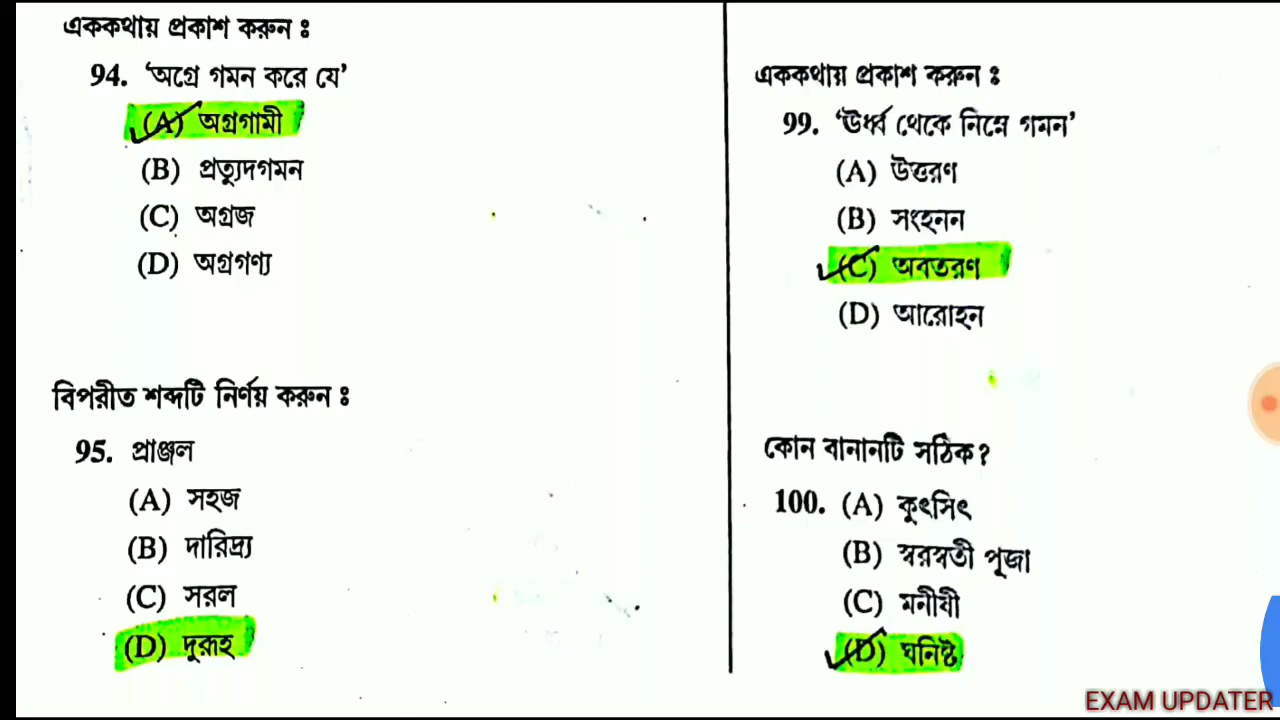 এককথায় প্রকাশ করুন ঃ
94. ‘অগ্রে গমন করে যে’
(A) অগ্রগামী
(B) প্রত্যুদগমন
(C) অগ্রজ
(D) অগ্রগণ্য
বিপরীত শব্দটি নির্ণয় করুন ঃ
95. প্রাঞ্জল
(A) সহজ
(B) দারিদ্র্য
(C) সরল
(D) দুরূহ
এককথায় প্রকাশ করুন ঃ
99. ‘ঊর্ধ্ব থেকে নিম্নে গমন’
(A) উত্তরণ
(B) সংহনন
(C) অবতরণ
(D) আরোহন
কোন বানানটি সঠিক?
100. (A) কুৎসিৎ
(B) স্বরস্বতী পূজা
(C) মনীষী
(D) ঘনিষ্ট
EXAM UPDATER